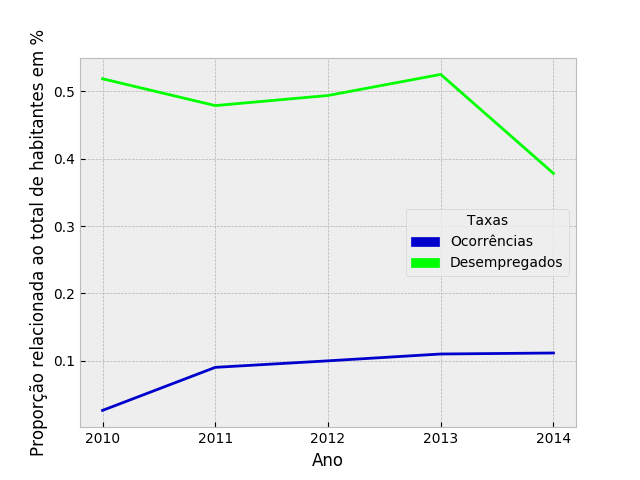 Proporção relacionada ao total de habitantes em %
0.5
0.4
0.3
0.2
0.1
Taxas
Ocorrências
Desempregados
2010 2011 2012 2013 2014
Ano